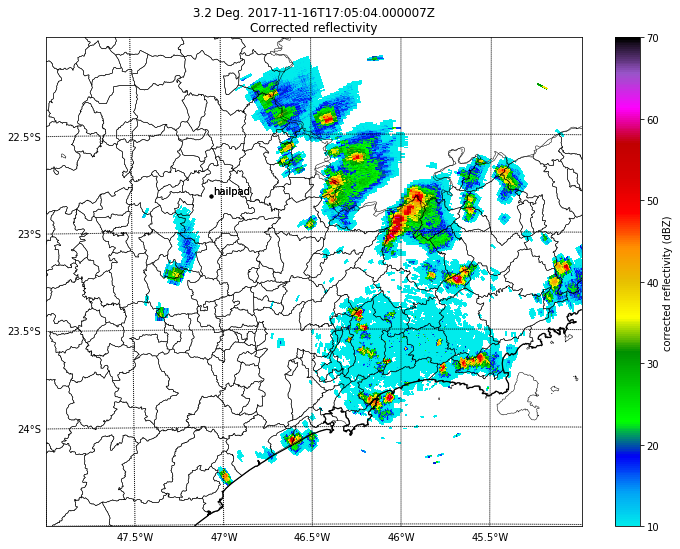 3.2 Deg. 2017-11-16T17:05:04.000007Z
Corrected reflectivity
22.5°S
23°S
23.5°S
24°S
hailpad
47.5°W
47°W
46.5°W
46°W
45.5°W
70
60
50
40
30
20
10
corrected reflectivity (dBZ)